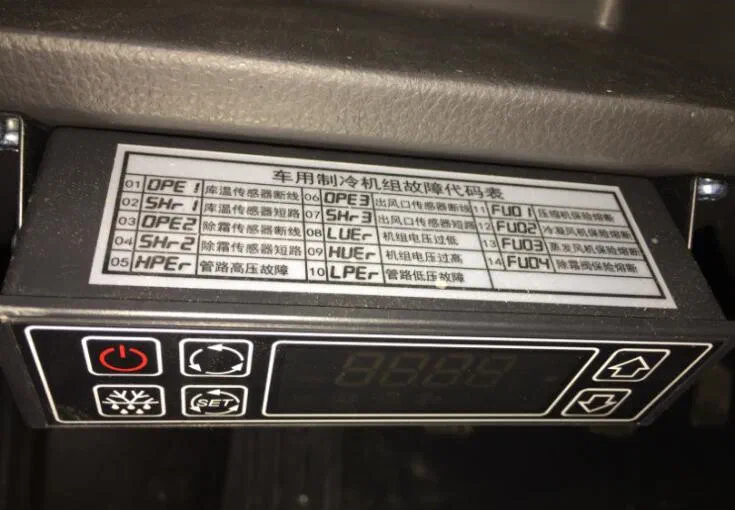 车用制冷机组故障代码表
01 OPE1 库温传感器断线 06 OPE3 出风口传感器断线 11 FU01 压缩机保险熔断
02 SHr1 库温传感器短路 07 SHr3 出风口传感器短路 12 FU02 冷凝风机保险熔断
03 OPE2 除霜传感器断线 08 LUEr 机组电压过低 13 FU03 蒸发风机保险熔断
04 SHr2 除霜传感器短路 09 HUEr 机组电压过高 14 FU04 除霜阀保险熔断
05 HPEr 管路高压故障 10 LPEr 管路低压故障
8888
SET